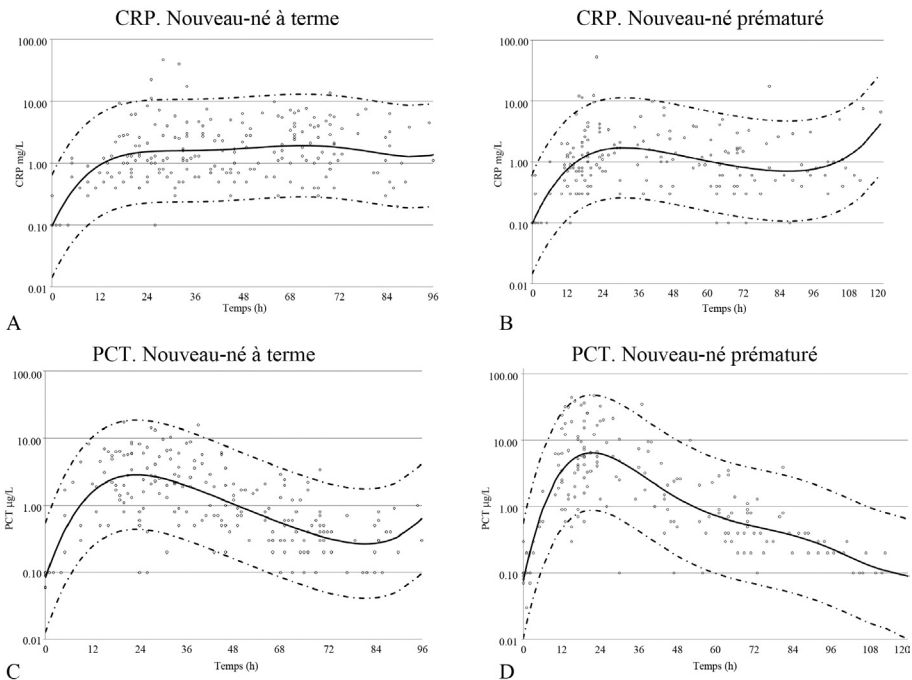 CRP. Nouveau-né à terme
100.00
10.00
1.00
0.10
0.01
CRP mg/L
0 12 24 36 48 60 68 72 84 96
Temps (h)
A
CRP. Nouveau-né prématuré
100.00
10.00
1.00
0.10
0.01
CRP mg/L
0 12 24 36 48 60 72 84 96 108 120
Temps (h)
B
PCT. Nouveau-né à terme
100.00
10.00
1.00
0.10
0.01
PCT µg/L
0 12 24 36 48 60 72 84 96
Temps (h)
C
PCT. Nouveau-né prématuré
100.00
10.00
1.00
0.10
0.01
PCT µg/L
0 12 24 36 48 60 72 84 96 108 120
Temps (h)
D